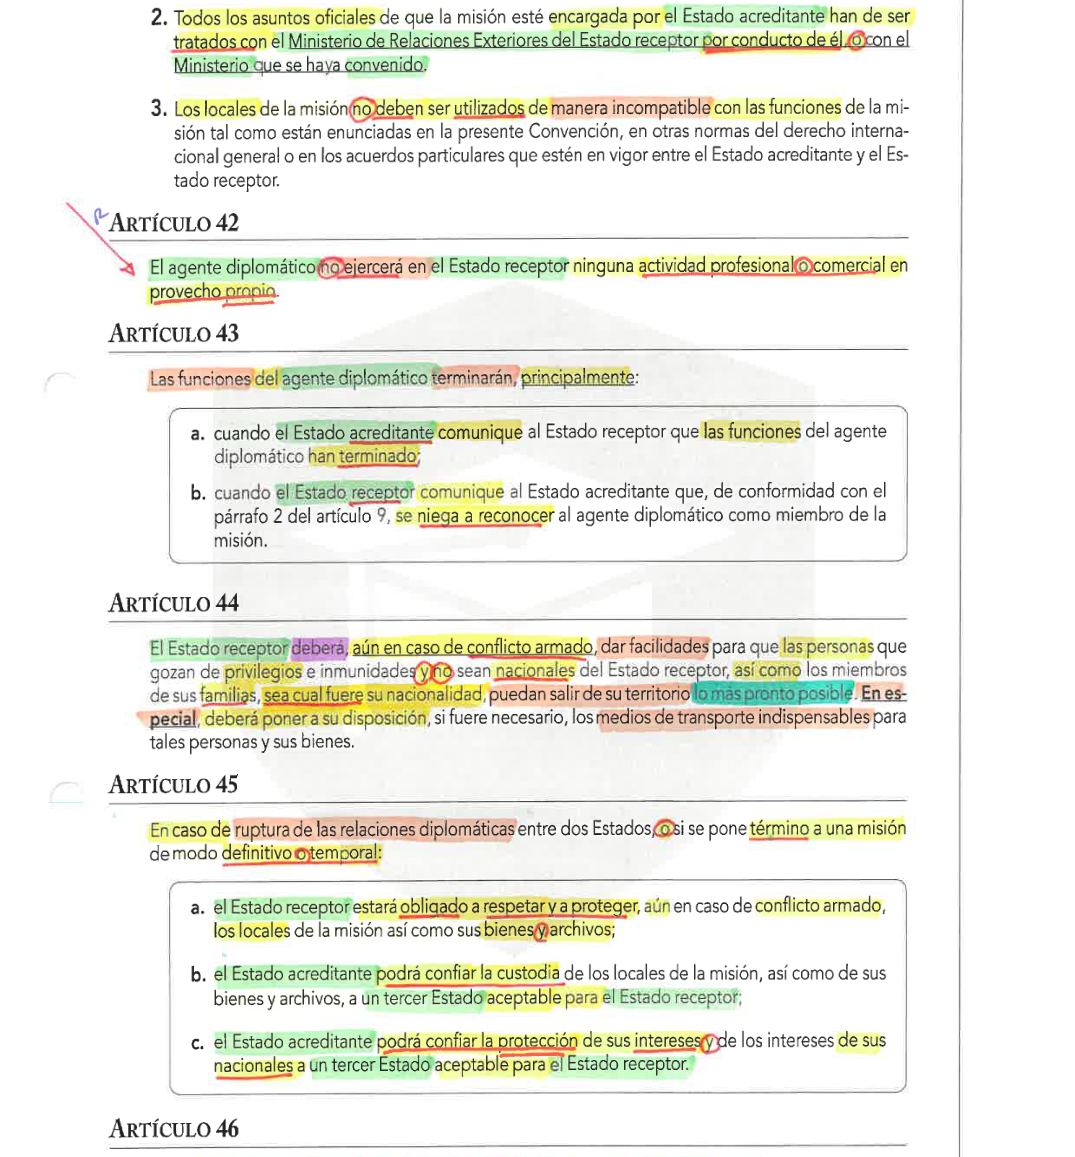 2. Todos los asuntos oficiales de que la misión esté encargada por el Estado acreditante han de ser
tratados con el Ministerio de Relaciones Exteriores del Estado receptor por conducto de él, o con el
Ministerio que se haya convenido.
3. Los locales de la misión no deben ser utilizados de manera incompatible con las funciones de la mi-
sión tal como están enunciadas en la presente Convención, en otras normas del derecho interna-
cional general o en los acuerdos particulares que estén en vigor entre el Estado acreditante y el Es-
tado receptor.
ARTÍCULO 42
El agente diplomático no ejercerá en el Estado receptor ninguna actividad profesional o comercial en
provecho propio.
ARTÍCULO 43
Las funciones del agente diplomático terminarán, principalmente:
a. cuando el Estado acreditante comunique al Estado receptor que las funciones del agente
diplomático han terminado;
b. cuando el Estado receptor comunique al Estado acreditante que, de conformidad con el
párrafo 2 del artículo 9, se niega a reconocer al agente diplomático como miembro de la
misión.
ARTÍCULO 44
El Estado receptor deberá, aún en caso de conflicto armado, dar facilidades para que las personas que
gozan de privilegios e inmunidades y no sean nacionales del Estado receptor, así como los miembros
de sus familias, sea cual fuere su nacionalidad, puedan salir de su territorio lo más pronto posible. En es-
pecial, deberá poner a su disposición, si fuere necesario, los medios de transporte indispensables para
tales personas y sus bienes.
ARTÍCULO 45
En caso de ruptura de las relaciones diplomáticas entre dos Estados, o si se pone término a una misión
de modo definitivo o temporal:
a. el Estado receptor estará obligado a respetar y a proteger, aún en caso de conflicto armado,
los locales de la misión así como sus bienes y archivos;
b. el Estado acreditante podrá confiar la custodia de los locales de la misión, así como de sus
bienes y archivos, a un tercer Estado aceptable para el Estado receptor;
c. el Estado acreditante podrá confiar la protección de sus intereses y de los intereses de sus
nacionales a un tercer Estado aceptable para el Estado receptor.
ARTÍCULO 46